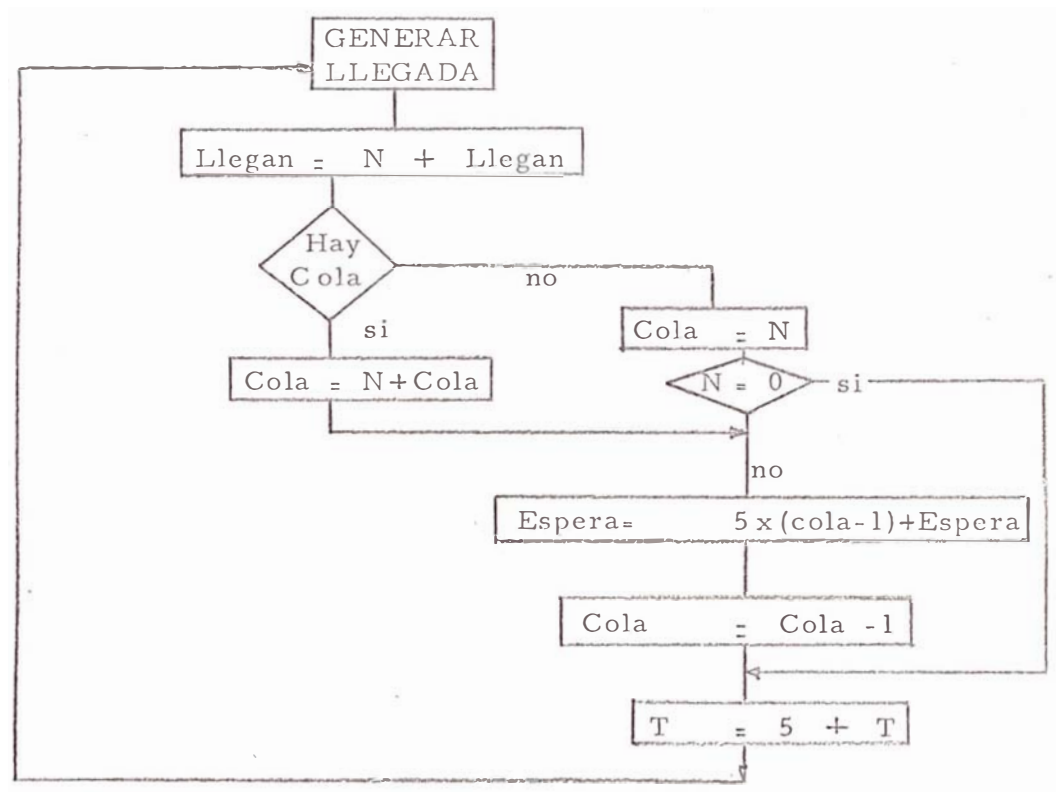 GENERAR
LLEGADA
Llegan = N + Llegan
Hay
Cola
no
si
Cola = N
Cola = N+Cola
N = 0
si
no
Espera= 5 x (cola-1)+Espera
Cola = Cola -1
T = 5 + T